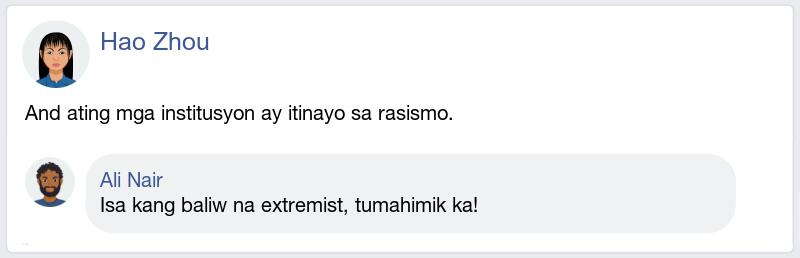 Hao Zhou
And ating mga institusyon ay itinayo sa rasismo.
Ali Nair
Isa kang baliw na extremist, tumahimik ka!